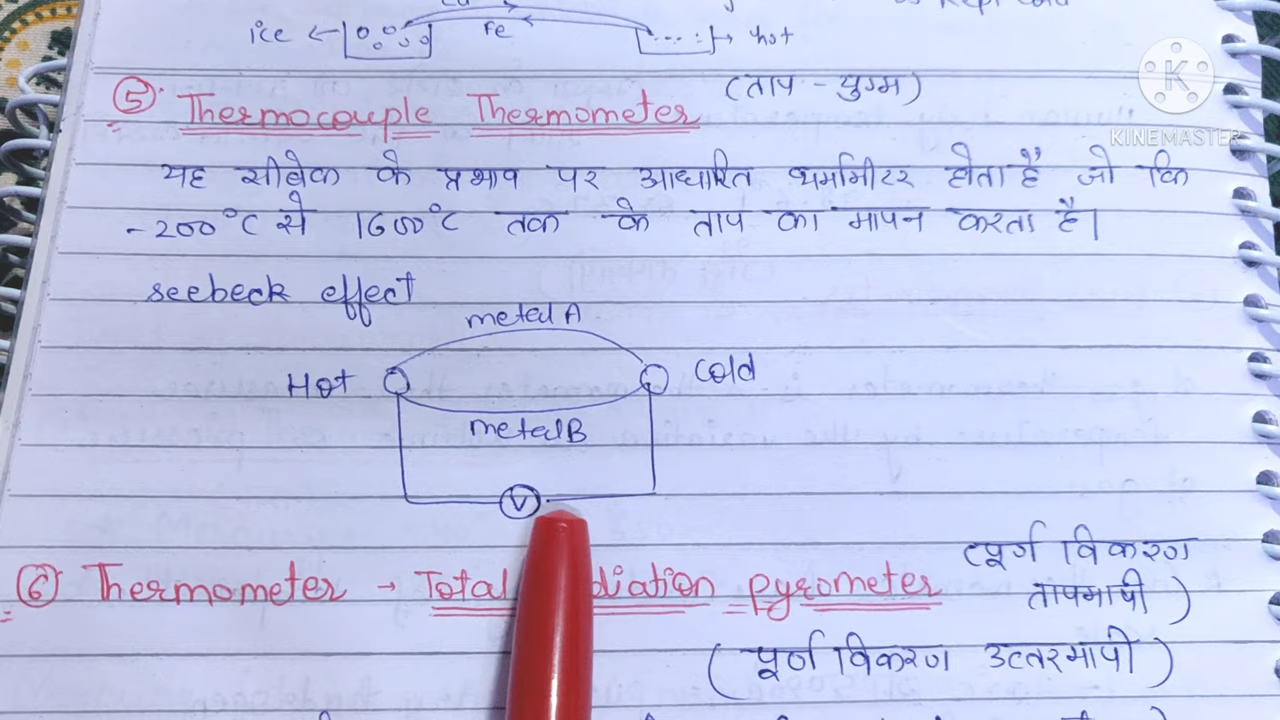 ice ← Fe → hot
⑤ Thermocouple Thermometer (ताप - युग्म)
यह सीबेक के प्रभाव पर आधारित थर्मामीटर होता है जो कि
-200°C से 1600°C तक के ताप का मापन करता है।
seebeck effect
metal A
Hot Cold
metal B
V
⑥ Thermometer → Total pyrometer (पूर्ण विकरण
तापमापी)
(पूर्ण विकरण उत्तरमापी)
K
KINEMASTER